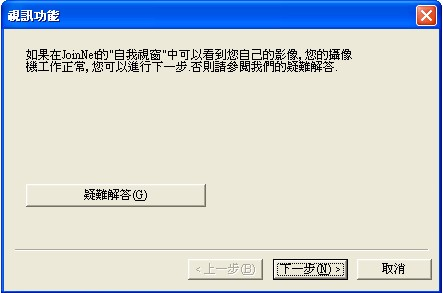 視訊功能
如果在JoinNet的"自我視窗"中可以看到您自己的影像, 您的攝像
機工作正常, 您可以進行下一步.否則請參閱我們的疑難解答.
疑難解答(G)
< 上一步(B)
下一步(N) >
取消